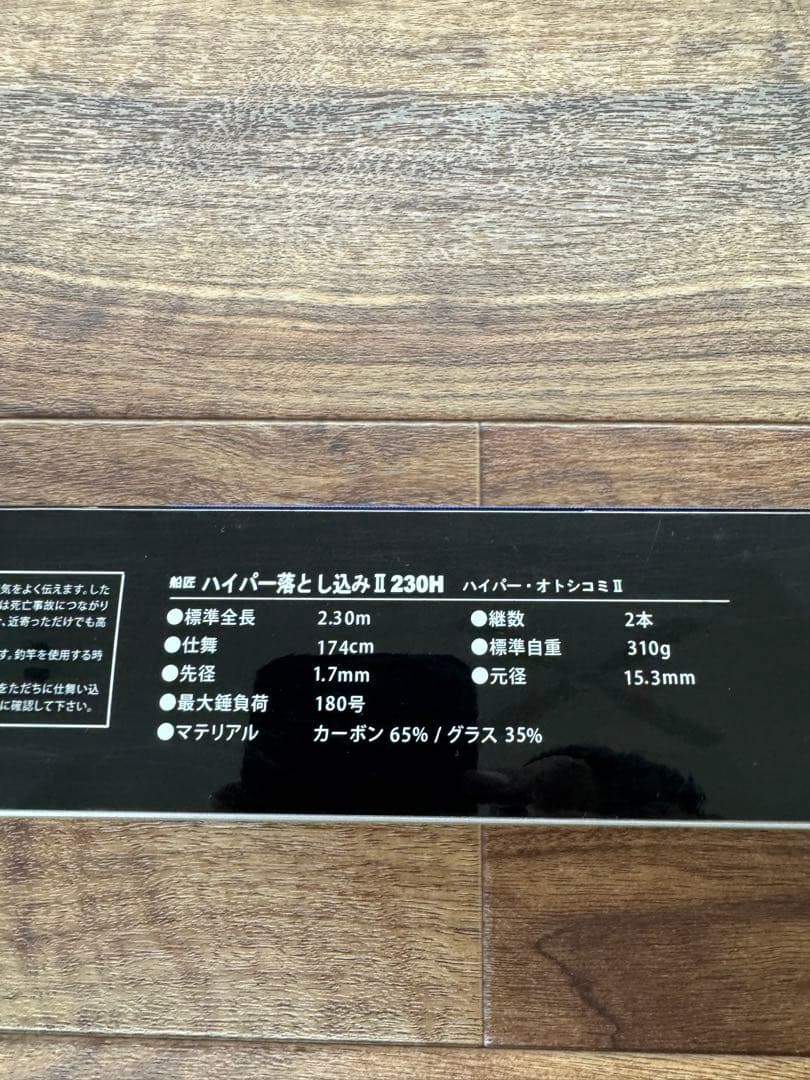 気をよく伝えます。した
は死亡事故につながり
、近寄っただけでも高
す。釣竿を使用する時
をただちに仕舞い込
に確認して下さい。
船匠 ハイパー落とし込みⅡ230H ハイパー・オトシコミⅡ
●標準全長 2.30m ●継数 2本
●仕舞 174cm ●標準自重 310g
●先径 1.7mm ●元径 15.3mm
●最大錘負荷 180号
●マテリアル カーボン 65% / グラス 35%